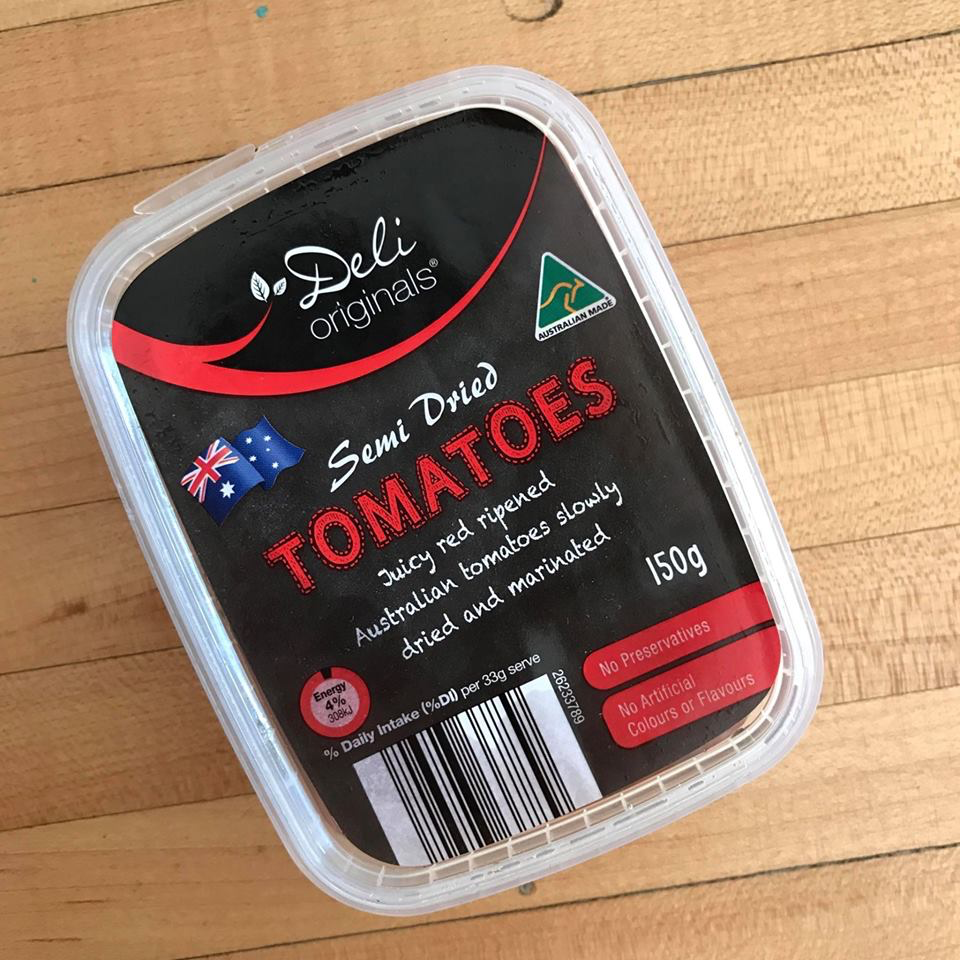 Deli
originals®
AUSTRALIAN MADE
Semi Dried
TOMATOES
Juicy red ripened
Australian tomatoes slowly
dried and marinated
150g
No Preservatives
No Artificial
Colours or Flavours
Energy
4%
308kJ
% Daily Intake (%DI) per 33g serve
26233789